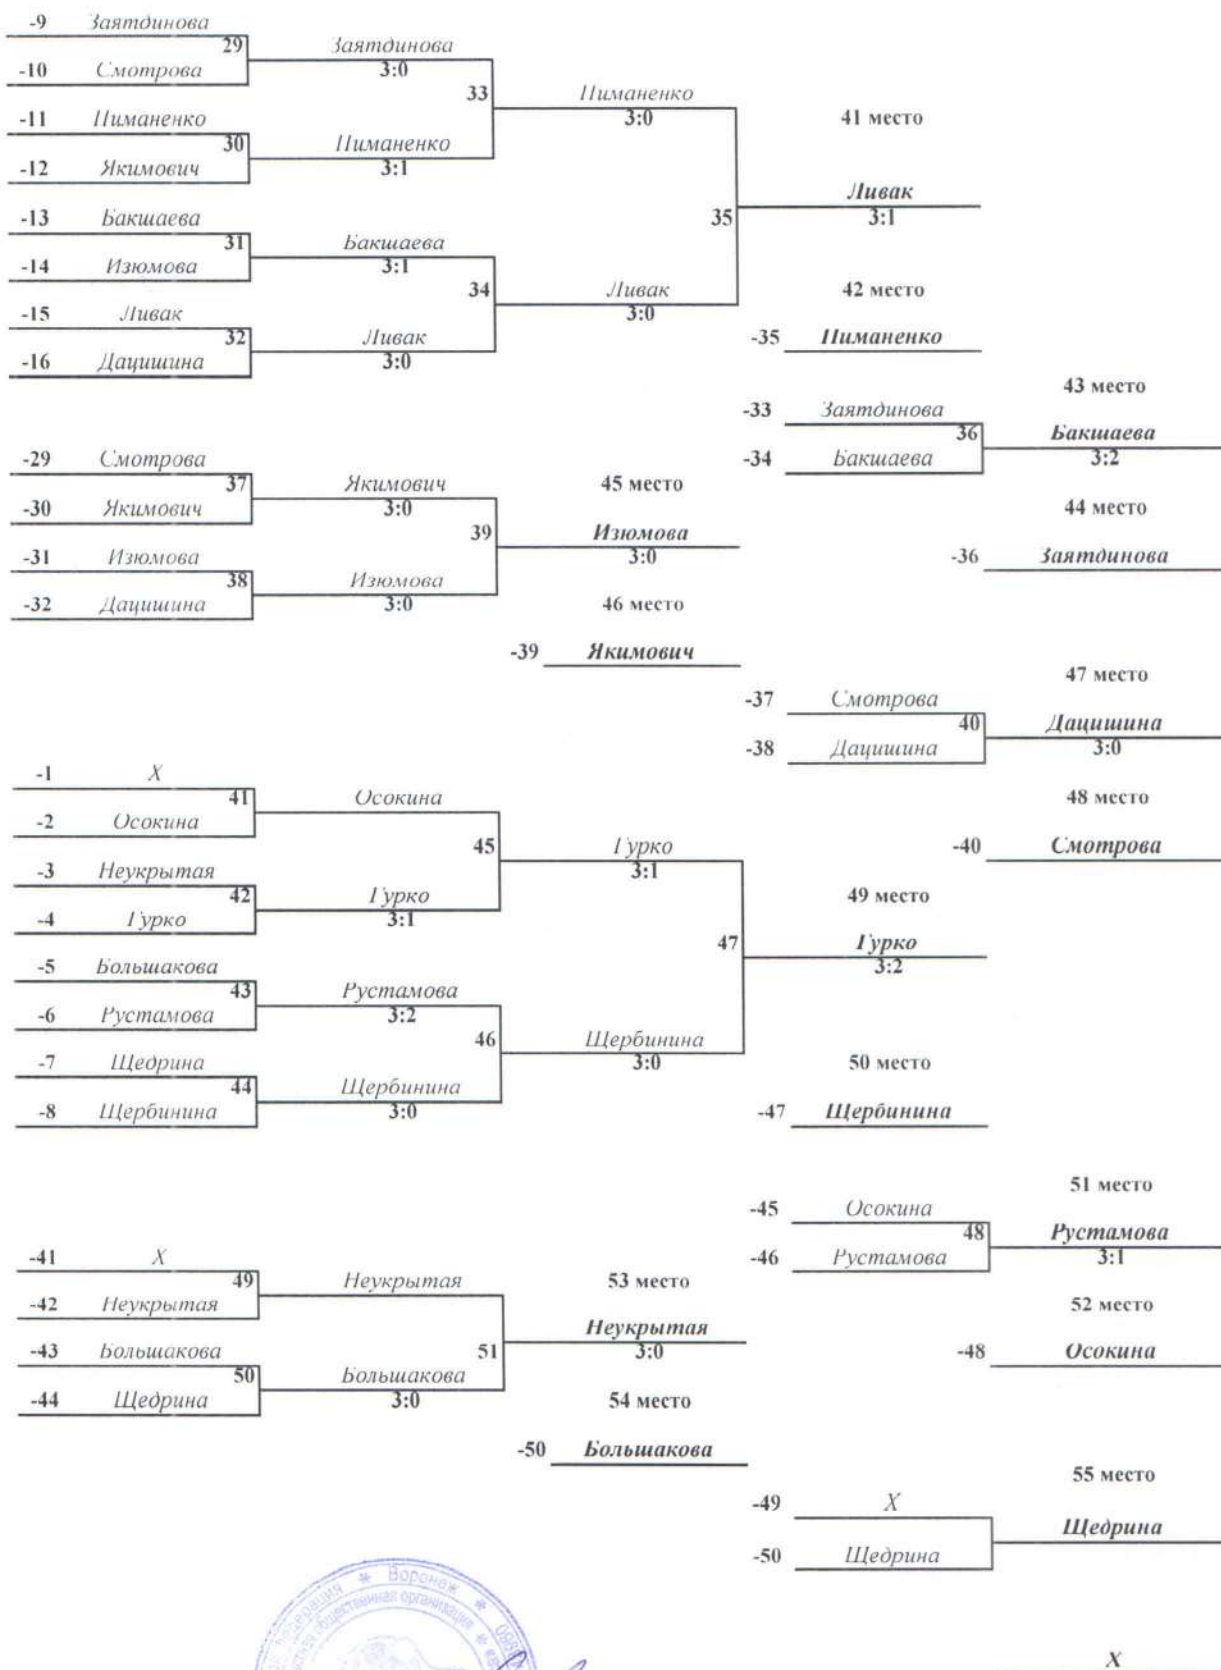 -9 Заятдинова
29
Заятдинова
-10 Смотрова
3:0
33
Пиманенко
-11 Пиманенко
3:0
41 место
30
Пиманенко
-12 Якимович
3:1
Ливак
-13 Бакшаева
35
3:1
31
Бакшаева
-14 Изюмова
3:1
34
Ливак
42 место
-15 Ливак
3:0
32
Ливак
-35 Пиманенко
-16 Дацишина
3:0
43 место
-33 Заятдинова
36
Бакшаева
-34 Бакшаева
3:2
-29 Смотрова
37
Якимович
45 место
-30 Якимович
3:0
44 место
39
Изюмова
-31 Изюмова
3:0
-36 Заятдинова
38
Изюмова
-32 Дацишина
3:0
46 место
-39 Якимович
47 место
-37 Смотрова
40
Дацишина
-38 Дацишина
3:0
-1 X
41
Осокина
48 место
-2 Осокина
45
Гурко
-40 Смотрова
-3 Неукрытая
3:1
42
Гурко
49 место
-4 Гурко
3:1
47
Гурко
-5 Большакова
3:2
43
Рустамова
-6 Рустамова
3:2
46
Щербинина
-7 Щедрина
3:0
50 место
44
Щербинина
-8 Щербинина
3:0
-47 Щербинина
51 место
-45 Осокина
48
Рустамова
-46 Рустамова
3:1
-41 X
49
Неукрытая
53 место
-42 Неукрытая
52 место
Неукрытая
-43 Большакова
51
3:0
-48 Осокина
50
Большакова
-44 Щедрина
3:0
54 место
-50 Большакова
55 место
-49 X
Щедрина
-50 Щедрина
Воронеж
общественная организация
X